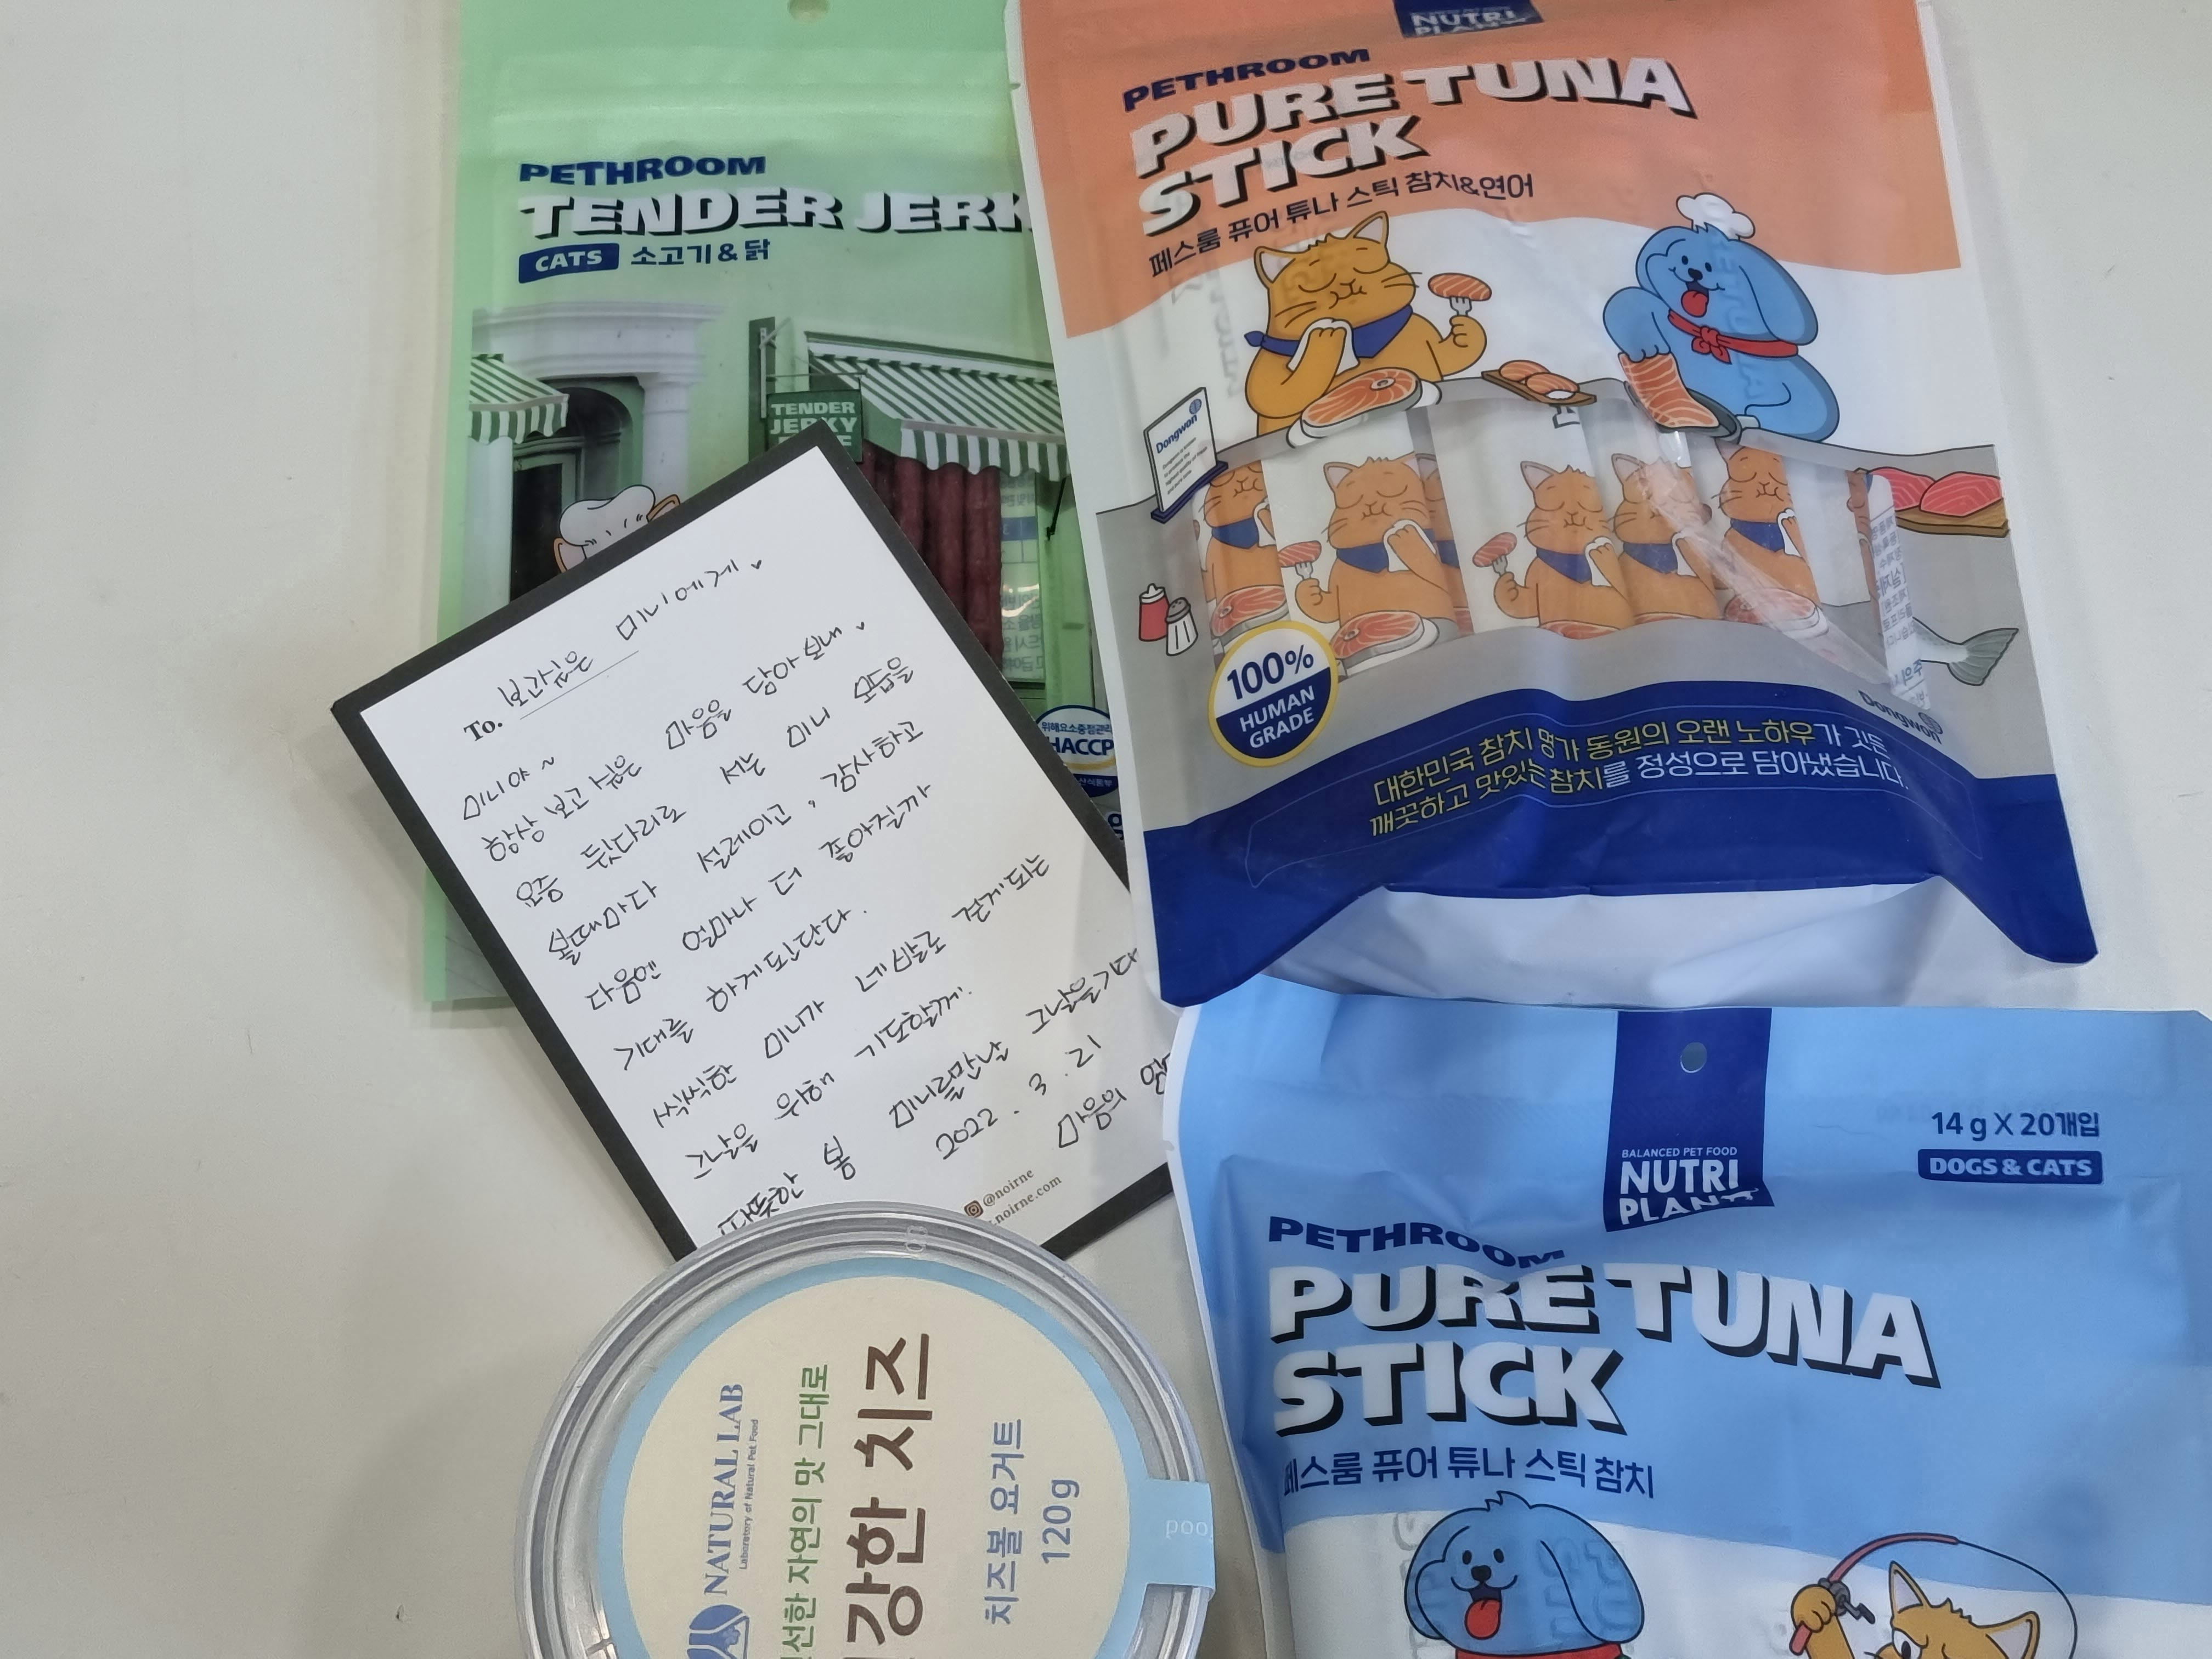 PETHROOM
TENDER JERK
CATS 소고기&닭
TENDER
JERKY
HACCP
NUTRI
PLAN
PETHROOM
PURE TUNA
STICK
페스룸 퓨어 튜나 스틱 참치&연어
Dongwon
100%
HUMAN
GRADE
Dongwon
대한민국 참치 명가 동원의 오랜 노하우가 깃든
깨끗하고 맛있는 참치를 정성으로 담아냈습니다.
To. 보고싶은 미니에게
미니야~
항상 보고 싶은 마음을 담아 보내
요즘 뒷다리로 서는 미니 모습을
볼때마다 설레이고, 감사하고
다음엔 얼마나 더 좋아질까
기대를 하게된단다.
씩씩한 미니가 네발로 걷게되는
그날을 위해 기도할께.
따뜻한 봄 미니를만날 그날을기다
2022. 3. 21
마음의
@noirne
.noirne.com
NATURAL LAB
Laboratory of Natural Pet Food
선한 자연의 맛 그대로
강한 치즈
치즈볼 요거트
120g
BALANCED PET FOOD
NUTRI
PLAN
14 g X 20개입
DOGS & CATS
PETHROOM
PURE TUNA
STICK
페스룸 퓨어 튜나 스틱 참치